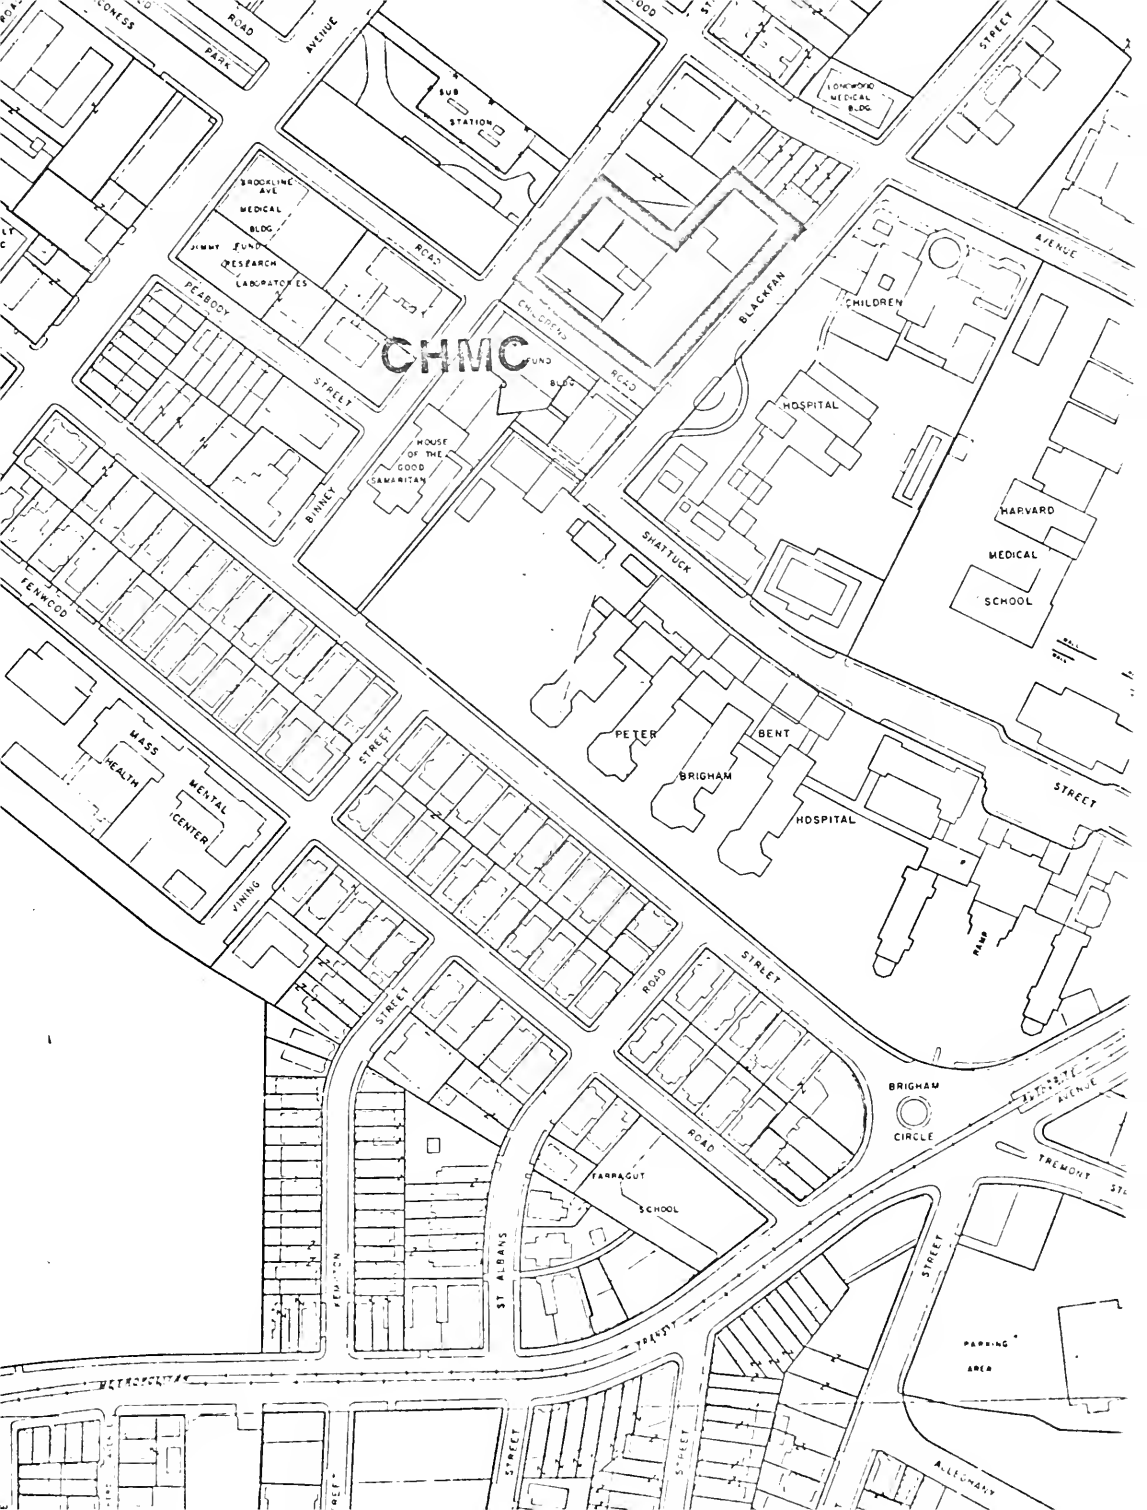 ROAD
PARK
AVENUE
STREET
SUB
STATION
LONGWOOD
MEDICAL
BLDG.
BROOKLINE
AVE
MEDICAL
BLDG
JIMMY FUND
RESEARCH
LABORATORIES
ROAD
AVENUE
PEABODY
STREET
CHILDRENS
ROAD
BLACKFAN
CHILDREN
HOSPITAL
CHMC
FUND
BLDG
HOUSE
OF THE
GOOD
SAMARITAN
BINNEY
SHATTUCK
STREET
HARVARD
MEDICAL
SCHOOL
WALL
WALL
FENWOOD
ROAD
MASS
MENTAL
HEALTH
CENTER
VINING
STREET
PETER
BENT
BRIGHAM
HOSPITAL
RAMP
STREET
STREET
ROAD
BRIGHAM
CIRCLE
AVENUE
TREMONT
FARRAGUT
SCHOOL
ST ALBANS
STREET
PARKING
AREA
METROPOLITAN
TRANSIT
STREET
STREET
ALLEGHANY